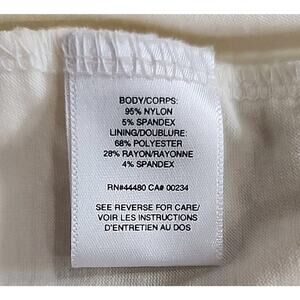 BODY/CORPS:
95% NYLON
5% SPANDEX
LINING/DOUBLURE:
68% POLYESTER
28% RAYON/RAYONNE
4% SPANDEX
RN#44480 CA# 00234
SEE REVERSE FOR CARE/
VOIR LES INSTRUCTIONS
D'ENTRETIEN AU DOS